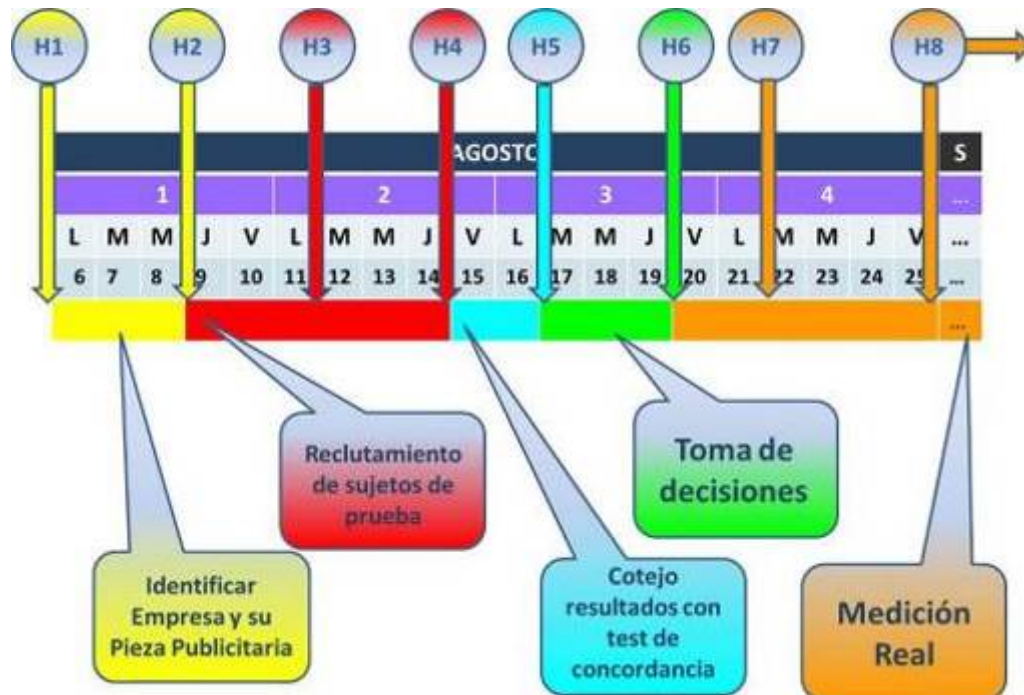 H1 H2 H3 H4 H5 H6 H7 H8
AGOSTO S
1 2 3 4 ...
L M M J V L M M J V L M M J V L M M J V ...
6 7 8 9 10 11 12 13 14 15 16 17 18 19 20 21 22 23 24 25 ...
...
Reclutamiento
de sujetos de
prueba
Toma de
decisiones
Identificar
Empresa y su
Pieza Publicitaria
Cotejo
resultados con
test de
concordancia
Medición
Real